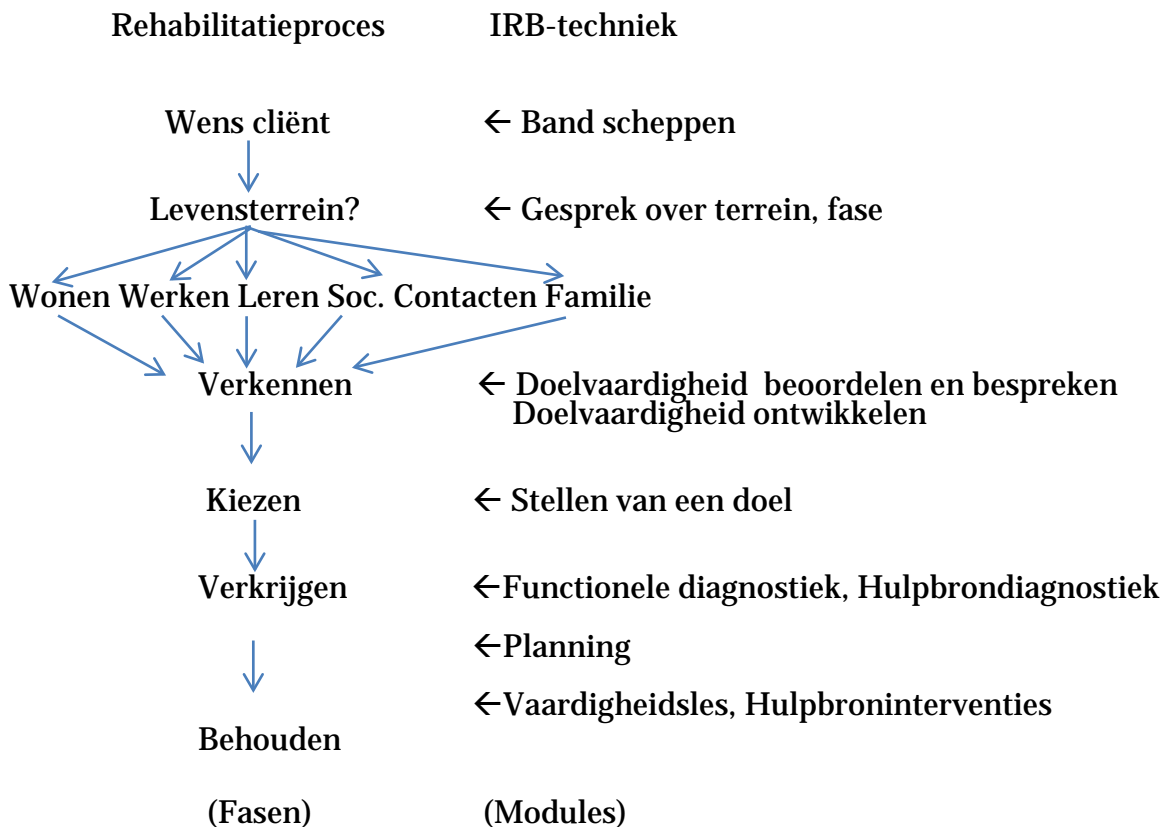 Rehabilitatieproces IRB-techniek
Wens cliënt ← Band scheppen
Levensterrein? ← Gesprek over terrein, fase
Wonen Werken Leren Soc. Contacten Familie
Verkennen ← Doelvaardigheid beoordelen en bespreken
Doelvaardigheid ontwikkelen
Kiezen ← Stellen van een doel
Verkrijgen ←Functionele diagnostiek, Hulpbrondiagnostiek
←Planning
←Vaardigheidsles, Hulpbroninterventies
Behouden
(Fasen) (Modules)